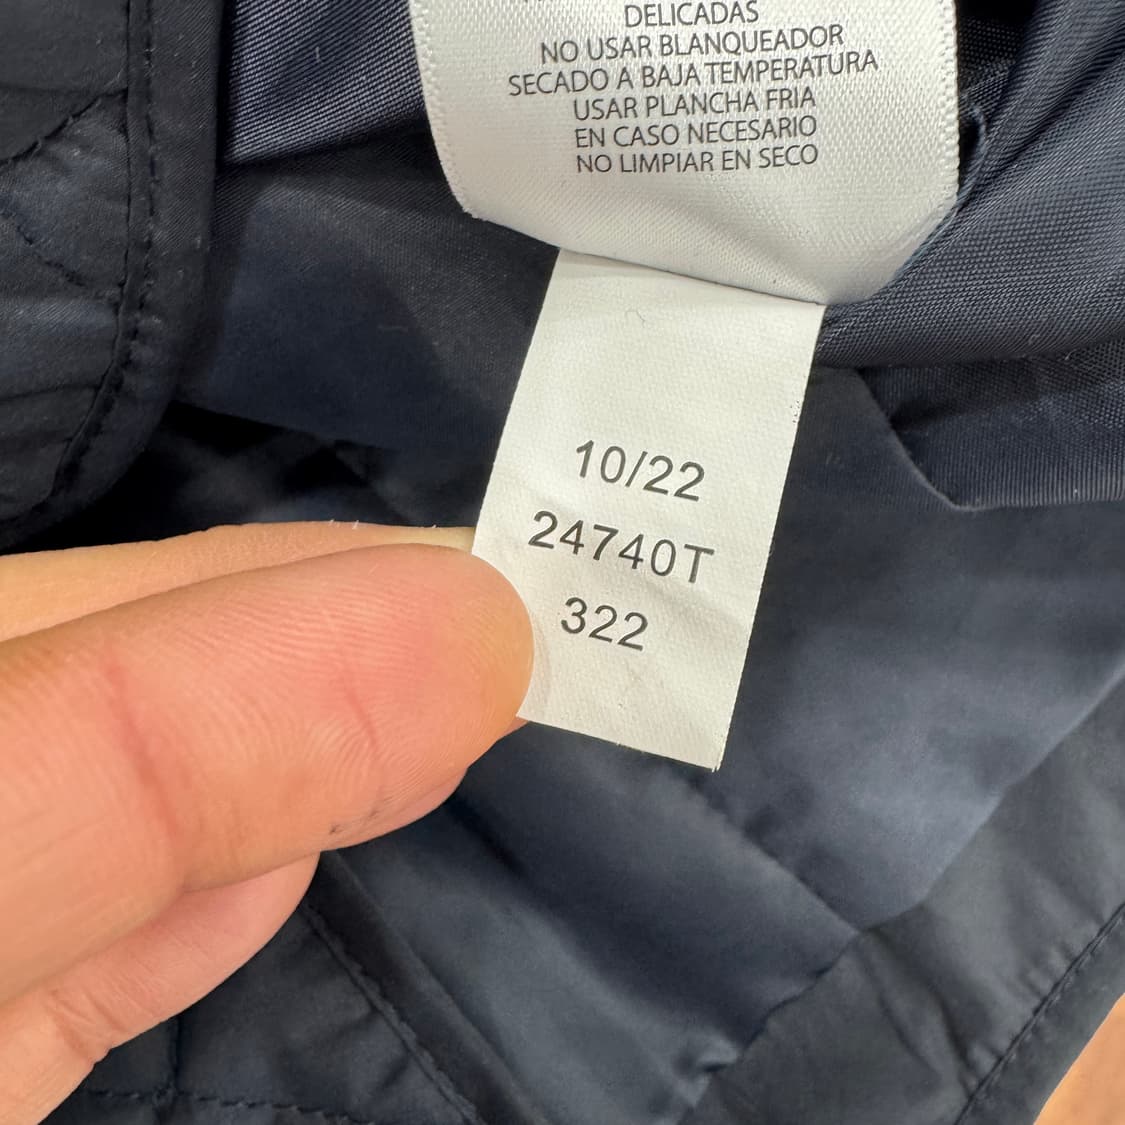 DELICADAS
NO USAR BLANQUEADOR
SECADO A BAJA TEMPERATURA
USAR PLANCHA FRIA
EN CASO NECESARIO
NO LIMPIAR EN SECO
10/22
24740T
322